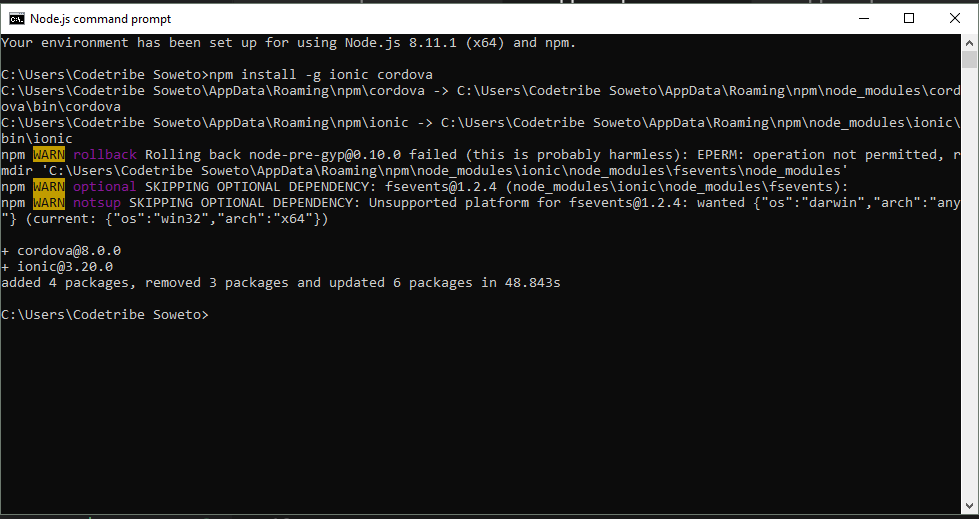 Node.js command prompt
Your environment has been set up for using Node.js 8.11.1 (x64) and npm.
C:\Users\Codetribe Soweto>npm install -g ionic cordova
C:\Users\Codetribe Soweto\AppData\Roaming\npm\cordova -> C:\Users\Codetribe Soweto\AppData\Roaming\npm\node_modules\cord
ova\bin\cordova
C:\Users\Codetribe Soweto\AppData\Roaming\npm\ionic -> C:\Users\Codetribe Soweto\AppData\Roaming\npm\node_modules\ionic\
bin\ionic
npm WARN rollback Rolling back node-pre-gyp@0.10.0 failed (this is probably harmless): EPERM: operation not permitted, r
mdir 'C:\Users\Codetribe Soweto\AppData\Roaming\npm\node_modules\ionic\node_modules\fsevents\node_modules'
npm WARN optional SKIPPING OPTIONAL DEPENDENCY: fsevents@1.2.4 (node_modules\ionic\node_modules\fsevents):
npm WARN notsup SKIPPING OPTIONAL DEPENDENCY: Unsupported platform for fsevents@1.2.4: wanted {"os":"darwin","arch":"any
"} (current: {"os":"win32","arch":"x64"})
+ cordova@8.0.0
+ ionic@3.20.0
added 4 packages, removed 3 packages and updated 6 packages in 48.843s
C:\Users\Codetribe Soweto>